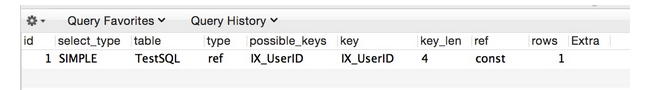 Query Favorites Query History
id select_type table type possible_keys key key_len ref rows Extra
1 SIMPLE TestSQL ref IX_UserID IX_UserID 4 const 1